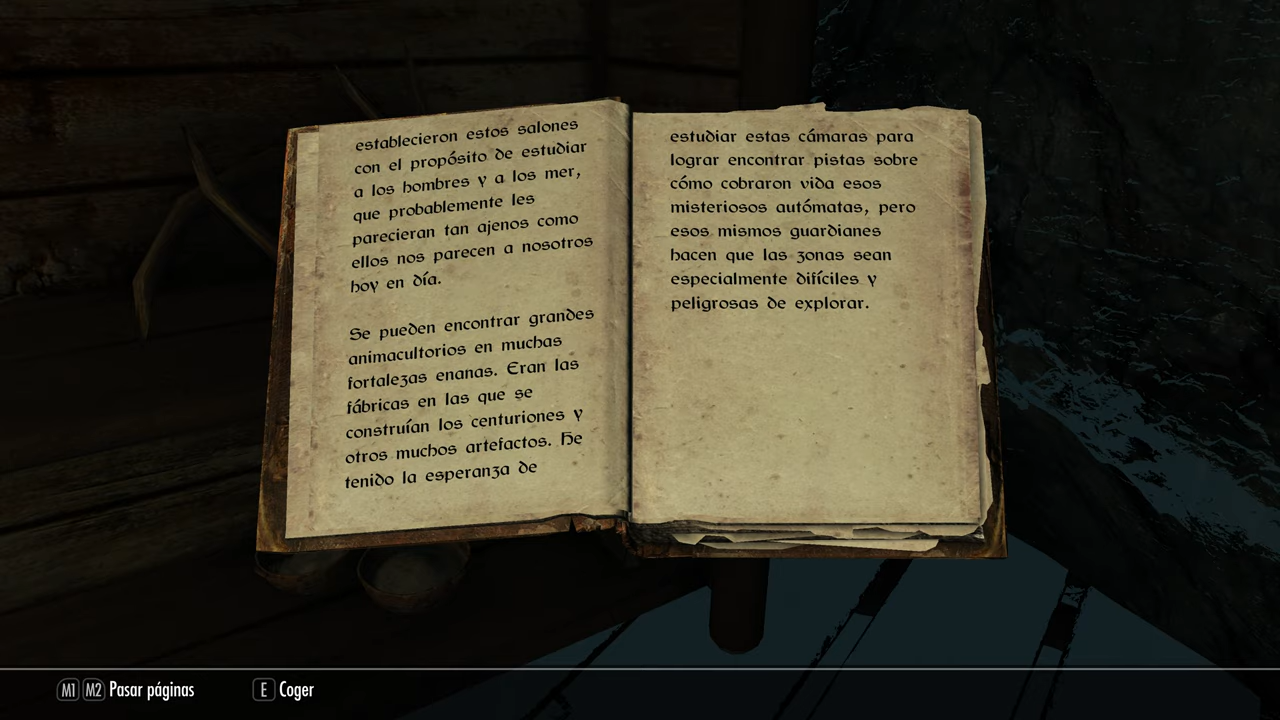 establecieron estos salones
con el propósito de estudiar
a los hombres y a los mer,
que probablemente les
parecieran tan ajenos como
ellos nos parecen a nosotros
hoy en día.
Se pueden encontrar grandes
animacultorios en muchas
fortalezas enanas. Eran las
fábricas en las que se
construían los centuriones y
otros muchos artefactos. He
tenido la esperanza de
estudiar estas cámaras para
lograr encontrar pistas sobre
cómo cobraron vida esos
misteriosos autómatas, pero
esos mismos guardianes
hacen que las zonas sean
especialmente difíciles y
peligrosas de explorar.
M1 M2 Pasar páginas E Coger